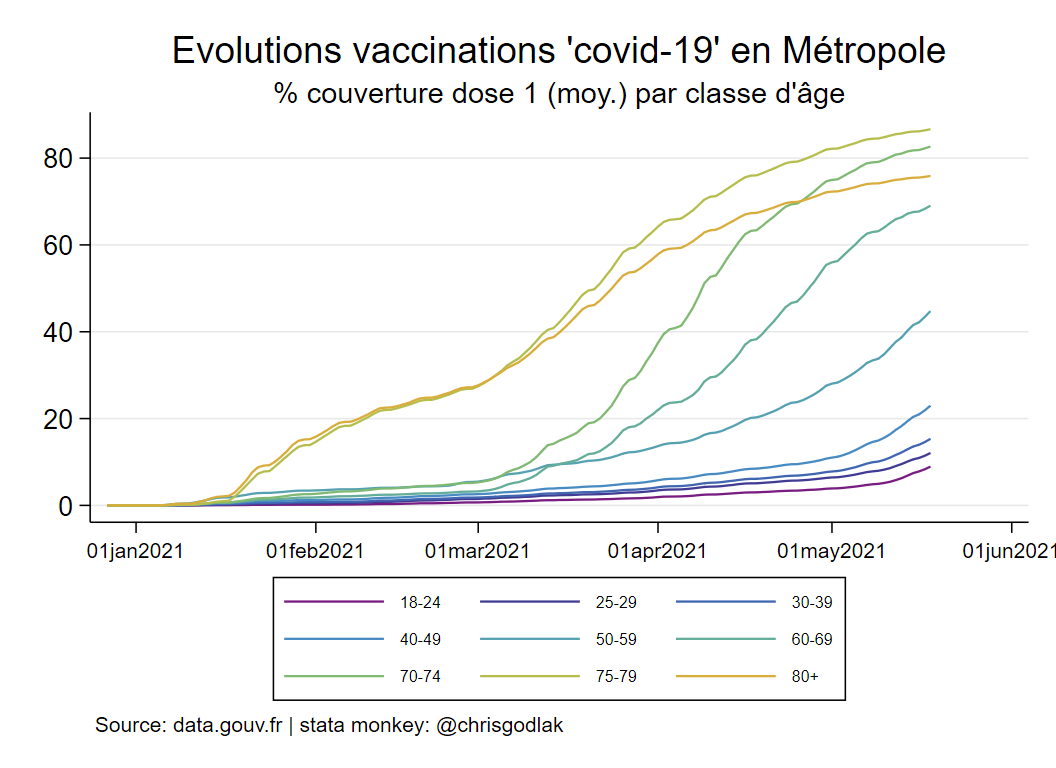 Evolutions vaccinations 'covid-19' en Métropole
% couverture dose 1 (moy.) par classe d'âge
80
60
40
20
0
01jan2021 01feb2021 01mar2021 01apr2021 01may2021 01jun2021
18-24 25-29 30-39
40-49 50-59 60-69
70-74 75-79 80+
Source: data.gouv.fr | stata monkey: @chrisgodlak